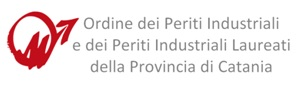 Ordine dei Periti Industriali
e dei Periti Industriali Laureati
della Provincia di Catania